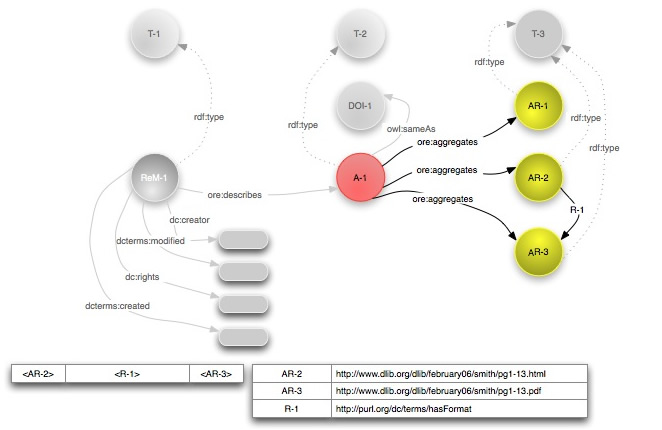 T-1
T-2
T-3
rdf:type
DOI-1
AR-1
rdf:type
rdf:type
owl:sameAs
rdf:type
ore:aggregates
rdf:type
ReM-1
ore:describes
A-1
ore:aggregates
AR-2
ore:aggregates
R-1
dc:creator
dcterms:modified
AR-3
dc:rights
dcterms:created
<AR-2> <R-1> <AR-3>
AR-2 http://www.dlib.org/dlib/february06/smith/pg1-13.html
AR-3 http://www.dlib.org/dlib/february06/smith/pg1-13.pdf
R-1 http://purl.org/dc/terms/hasFormat